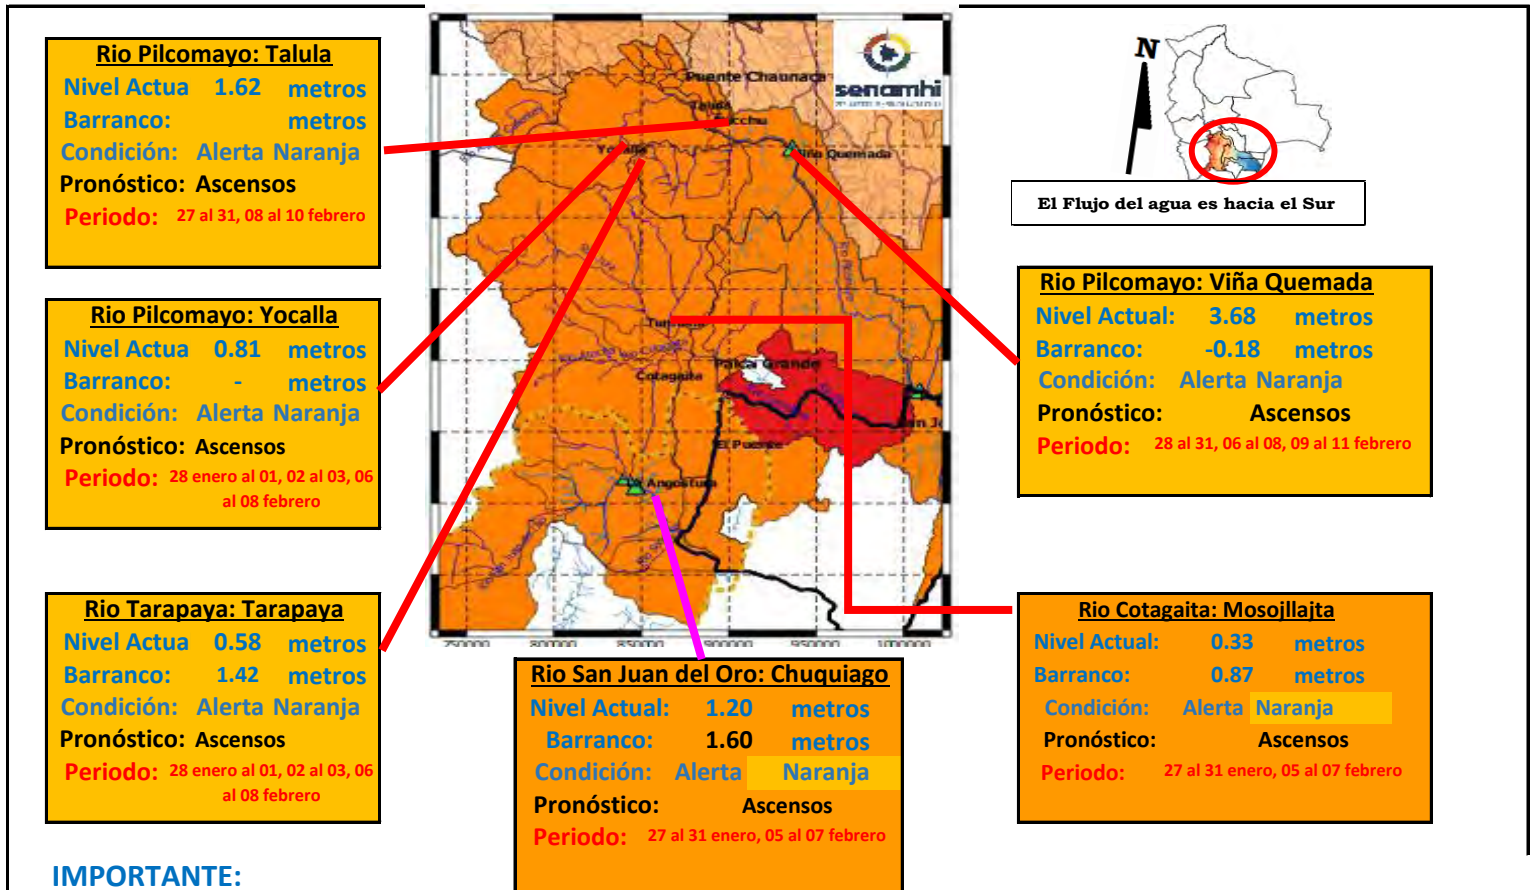 Rio Pilcomayo: Talula
Nivel Actua 1.62 metros
Barranco: metros
Condición: Alerta Naranja
Pronóstico: Ascensos
Periodo: 27 al 31, 08 al 10 febrero
Rio Pilcomayo: Yocalla
Nivel Actua 0.81 metros
Barranco: - metros
Condición: Alerta Naranja
Pronóstico: Ascensos
Periodo: 28 enero al 01, 02 al 03, 06
al 08 febrero
Rio Tarapaya: Tarapaya
Nivel Actua 0.58 metros
Barranco: 1.42 metros
Condición: Alerta Naranja
Pronóstico: Ascensos
Periodo: 28 enero al 01, 02 al 03, 06
al 08 febrero
IMPORTANTE:
senamhi
Puente Chaunaca
Talula
Yocalla
Viña Quemada
Tumusla
Cotagaita
Palca Grande
El Puente
Angostura
750000 800000 850000 900000 950000 1000000
Rio San Juan del Oro: Chuquiago
Nivel Actual: 1.20 metros
Barranco: 1.60 metros
Condición: Alerta Naranja
Pronóstico: Ascensos
Periodo: 27 al 31 enero, 05 al 07 febrero
N
El Flujo del agua es hacia el Sur
Rio Pilcomayo: Viña Quemada
Nivel Actual: 3.68 metros
Barranco: -0.18 metros
Condición: Alerta Naranja
Pronóstico: Ascensos
Periodo: 28 al 31, 06 al 08, 09 al 11 febrero
Rio Cotagaita: Mosojllajta
Nivel Actual: 0.33 metros
Barranco: 0.87 metros
Condición: Alerta Naranja
Pronóstico: Ascensos
Periodo: 27 al 31 enero, 05 al 07 febrero